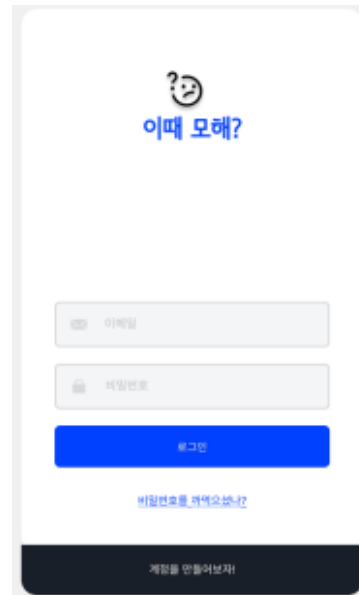 이때 모해?
이메일
비밀번호
로그인
비밀번호를 까먹으셨나?
계정을 만들어보자!